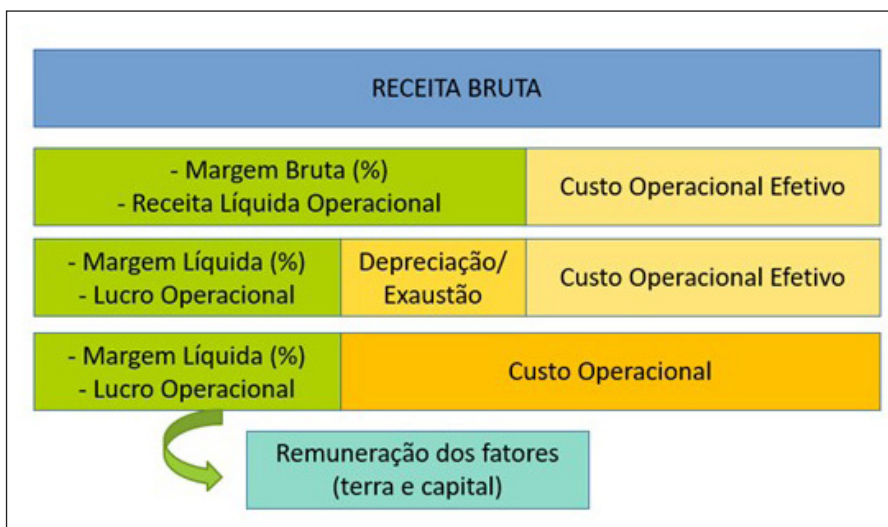 RECEITA BRUTA
- Margem Bruta (%)
- Receita Líquida Operacional
Custo Operacional Efetivo
- Margem Líquida (%)
- Lucro Operacional
Depreciação/
Exaustão
Custo Operacional Efetivo
- Margem Líquida (%)
- Lucro Operacional
Custo Operacional
Remuneração dos fatores
(terra e capital)